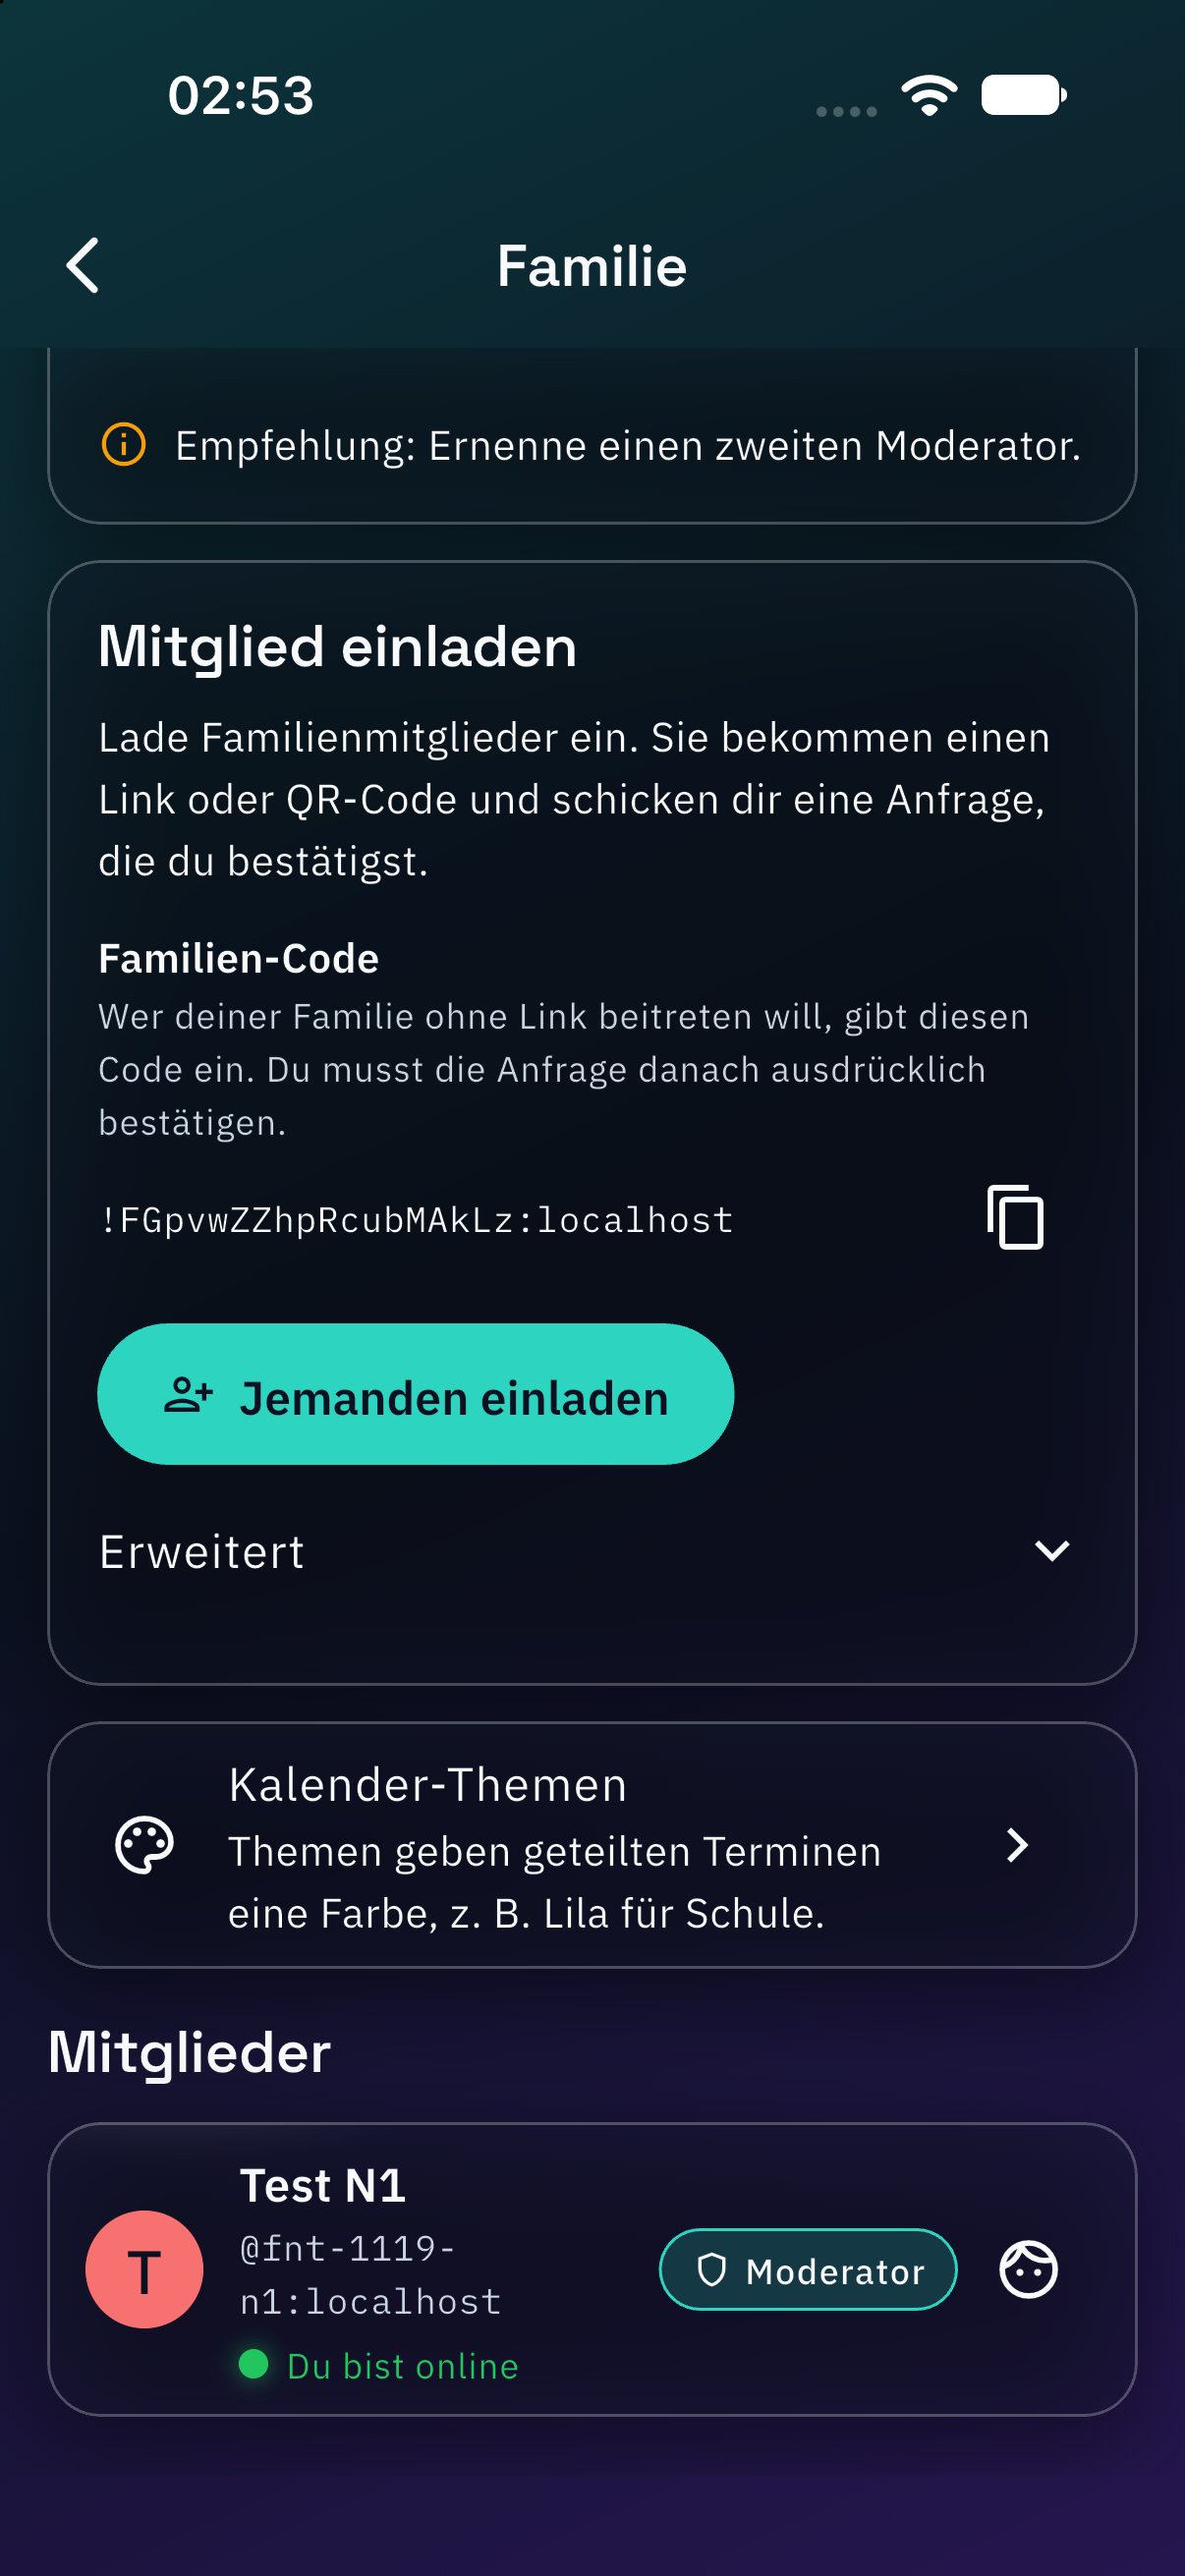 02:53
Familie
Empfehlung: Ernenne einen zweiten Moderator.
Mitglied einladen
Lade Familienmitglieder ein. Sie bekommen einen
Link oder QR-Code und schicken dir eine Anfrage,
die du bestätigst.
Familien-Code
Wer deiner Familie ohne Link beitreten will, gibt diesen
Code ein. Du musst die Anfrage danach ausdrücklich
bestätigen.
!FGpvwZZhpRcubMAkLz:localhost
Jemanden einladen
Erweitert
Kalender-Themen
Themen geben geteilten Terminen
eine Farbe, z. B. Lila für Schule.
Mitglieder
T
Test N1
@fnt-1119-
n1:localhost
Moderator
Du bist online